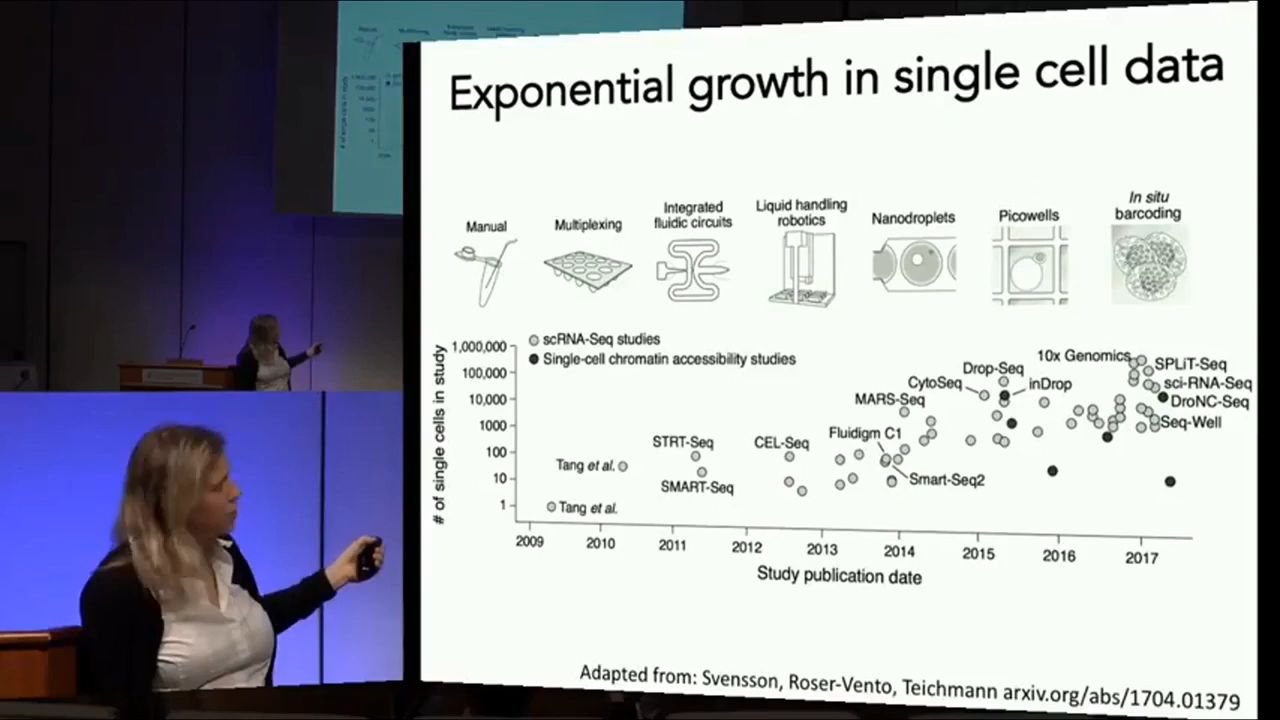 Exponential growth in single cell data
Manual
Multiplexing
Integrated
fluidic circuits
Liquid handling
robotics
Nanodroplets
Picowells
In situ
barcoding
# of single cells in study
1,000,000
100,000
10,000
1000
100
10
1
scRNA-Seq studies
Single-cell chromatin accessibility studies
Tang et al.
Tang et al.
STRT-Seq
SMART-Seq
CEL-Seq
Fluidigm C1
Smart-Seq2
MARS-Seq
CytoSeq
Drop-Seq
inDrop
10x Genomics
SPLiT-Seq
sci-RNA-Seq
DroNC-Seq
Seq-Well
2009 2010 2011 2012 2013 2014 2015 2016 2017
Study publication date
Adapted from: Svensson, Roser-Vento, Teichmann arxiv.org/abs/1704.01379